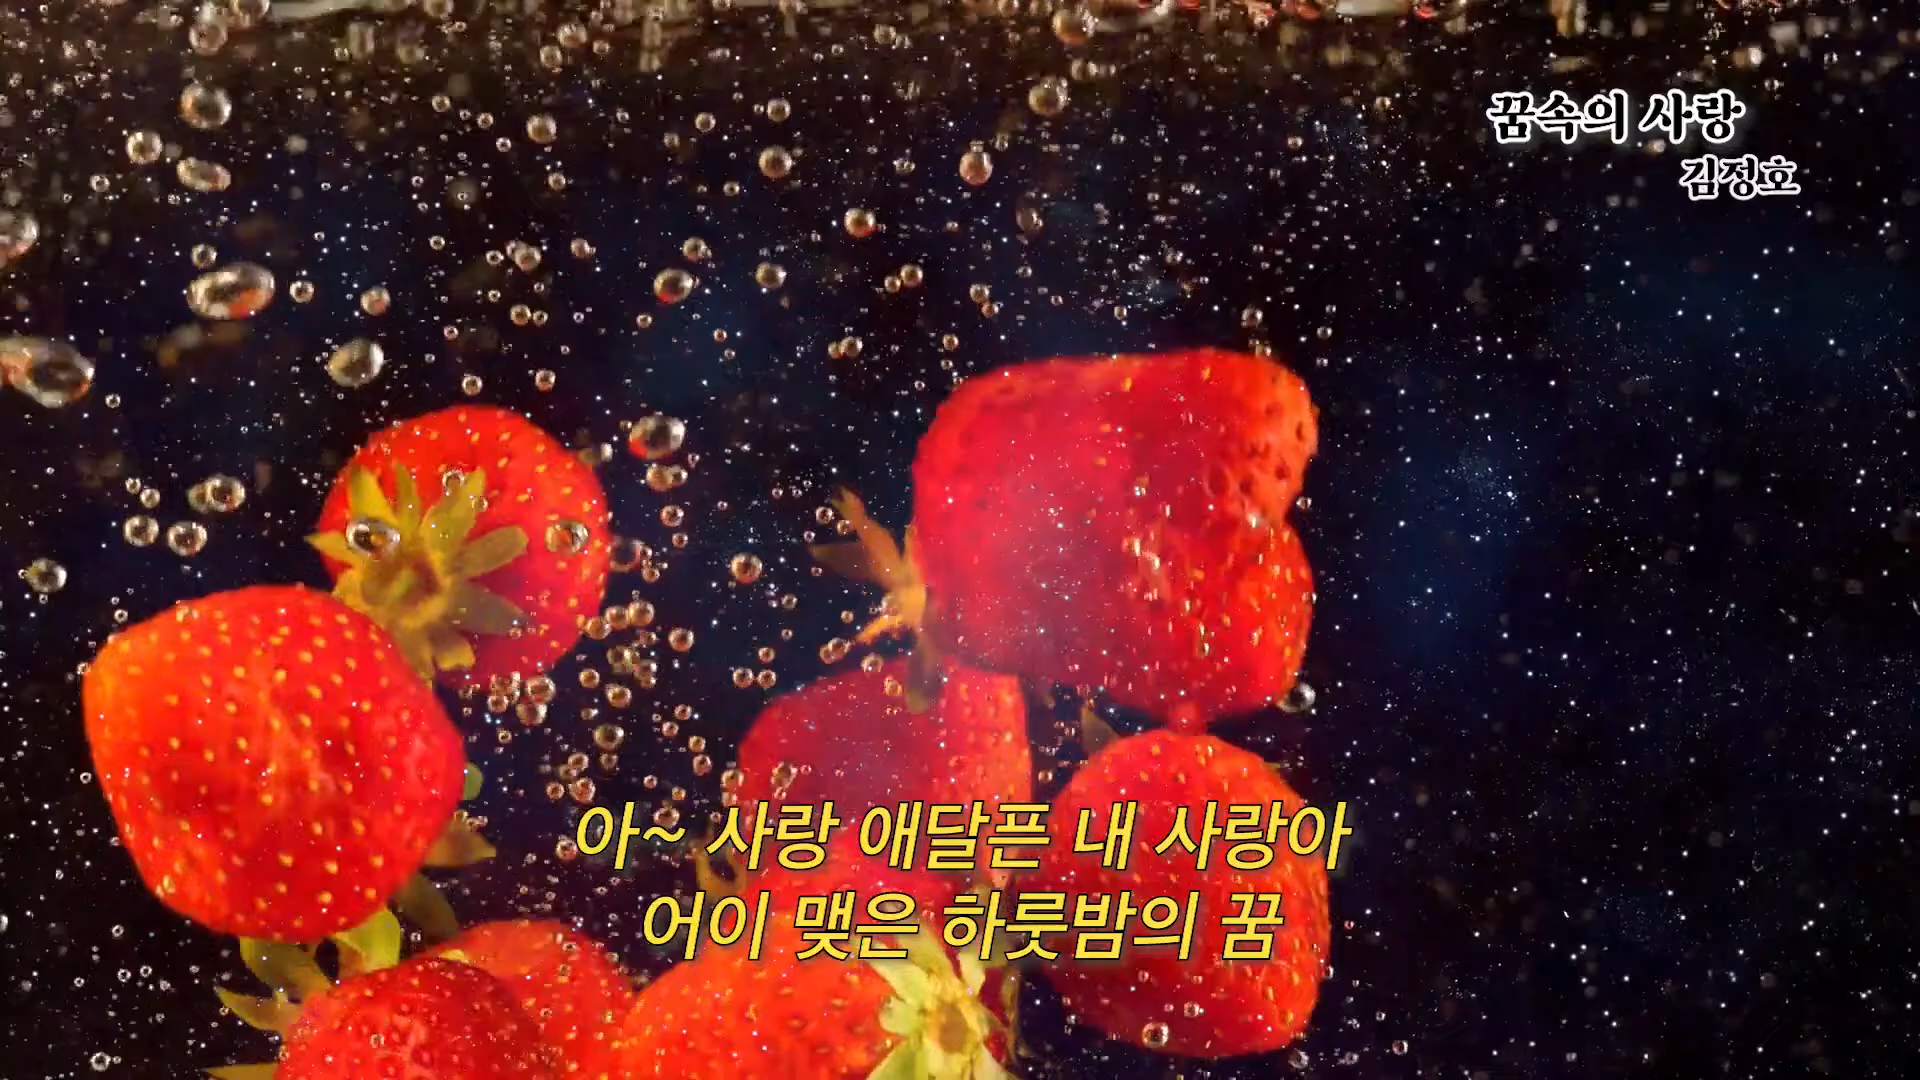 꿈속의 사랑
김정호
아~ 사랑 애달픈 내 사랑아
어이 맺은 하룻밤의 꿈